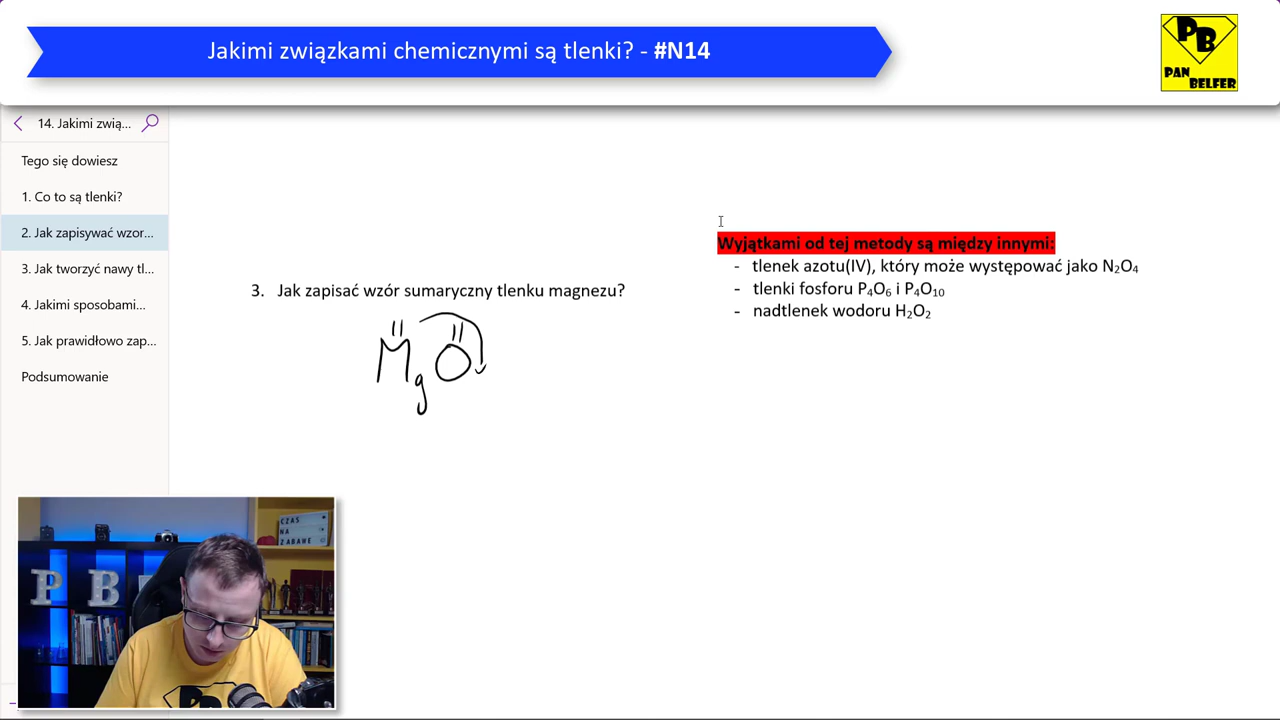 Jakimi związkami chemicznymi są tlenki? - #N14
PB
PAN
BELFER
14. Jakimi zwią...
Tego się dowiesz
1. Co to są tlenki?
2. Jak zapisywać wzor...
3. Jak tworzyć nawy tl...
4. Jakimi sposobami...
5. Jak prawidłowo zap...
Podsumowanie
3. Jak zapisać wzór sumaryczny tlenku magnezu?
II II
MgO
Wyjątkami od tej metody są między innymi:
- tlenek azotu(IV), który może występować jako N₂O₄
- tlenki fosforu P₄O₆ i P₄O₁₀
- nadtlenek wodoru H₂O₂
CZAS
NA
ZABAWE
P B